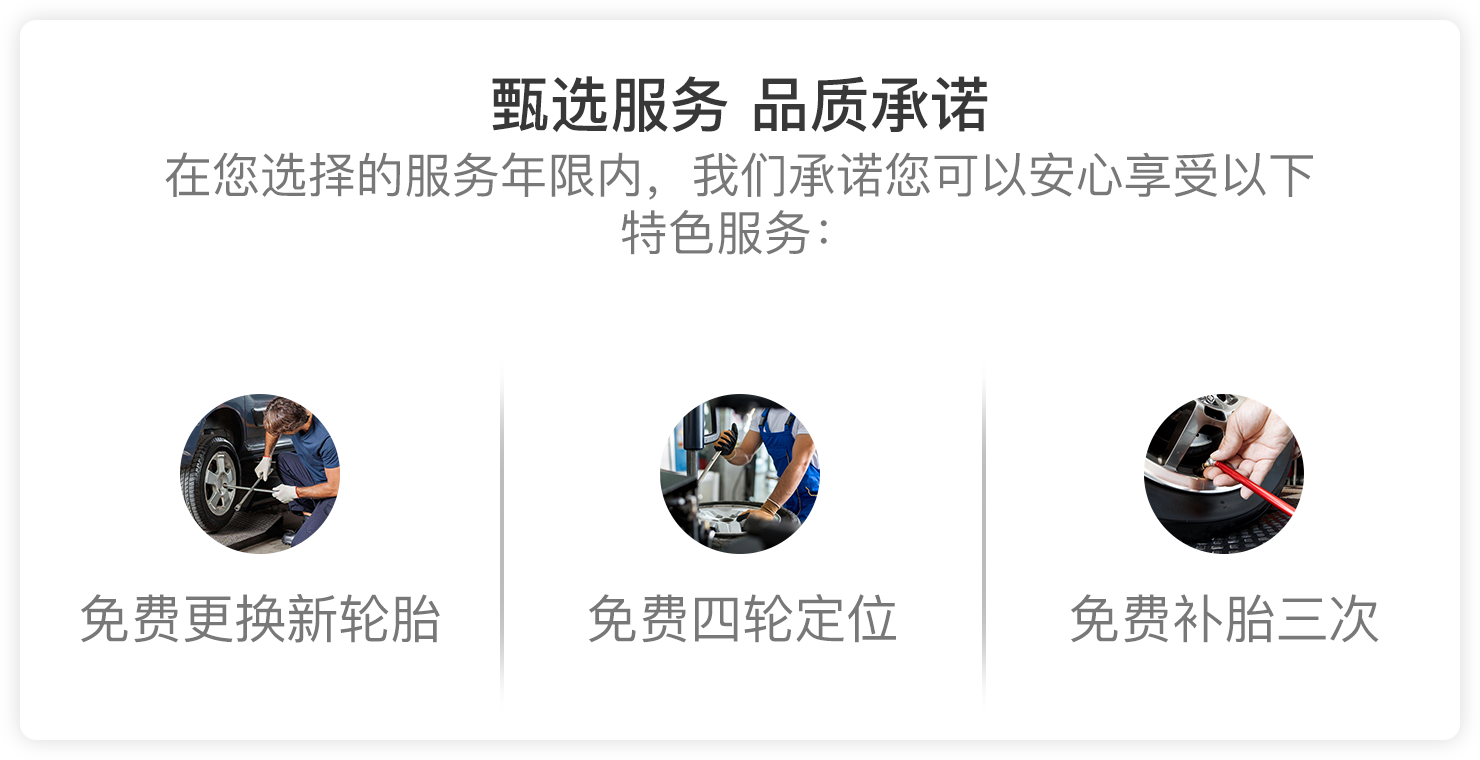 甄选服务 品质承诺
在您选择的服务年限内，我们承诺您可以安心享受以下
特色服务：
免费更换新轮胎
免费四轮定位
免费补胎三次